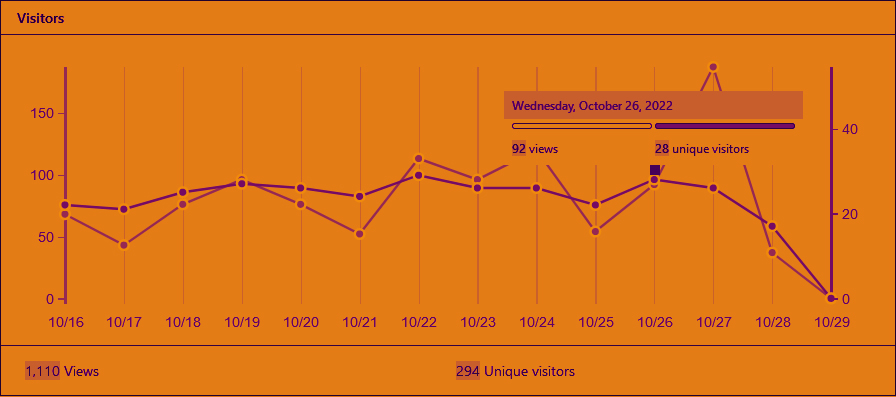 Visitors
150
100
50
0
40
20
0
Wednesday, October 26, 2022
92 views
28 unique visitors
10/16 10/17 10/18 10/19 10/20 10/21 10/22 10/23 10/24 10/25 10/26 10/27 10/28 10/29
1,110 Views
294 Unique visitors